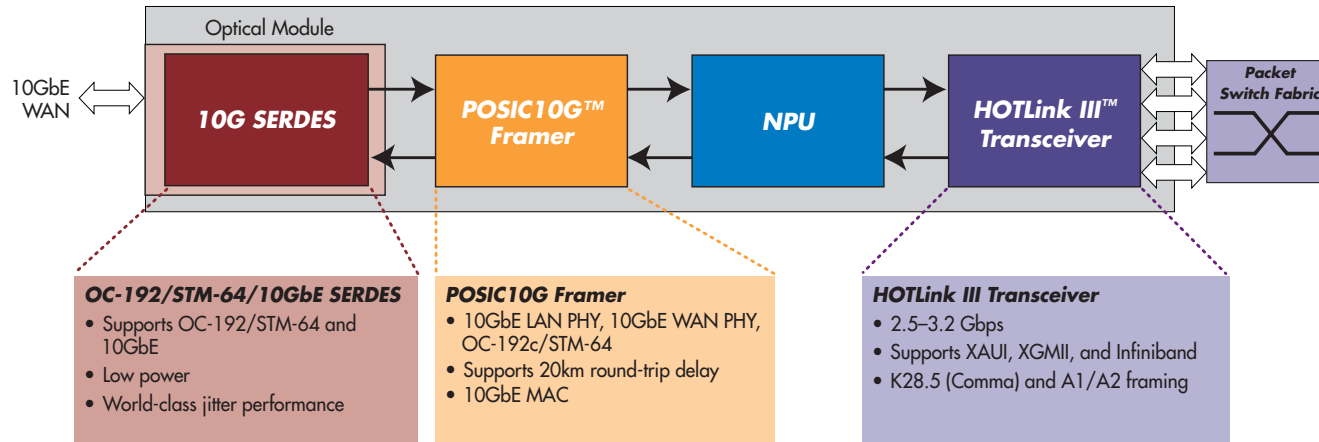 Optical Module
10GbE
WAN
10G SERDES
POSIC10G™
Framer
NPU
HOTLink III™
Transceiver
Packet
Switch Fabric
OC-192/STM-64/10GbE SERDES
• Supports OC-192/STM-64 and
10GbE
• Low power
• World-class jitter performance
POSIC10G Framer
• 10GbE LAN PHY, 10GbE WAN PHY,
OC-192c/STM-64
• Supports 20km round-trip delay
• 10GbE MAC
HOTLink III Transceiver
• 2.5–3.2 Gbps
• Supports XAUI, XGMII, and Infiniband
• K28.5 (Comma) and A1/A2 framing